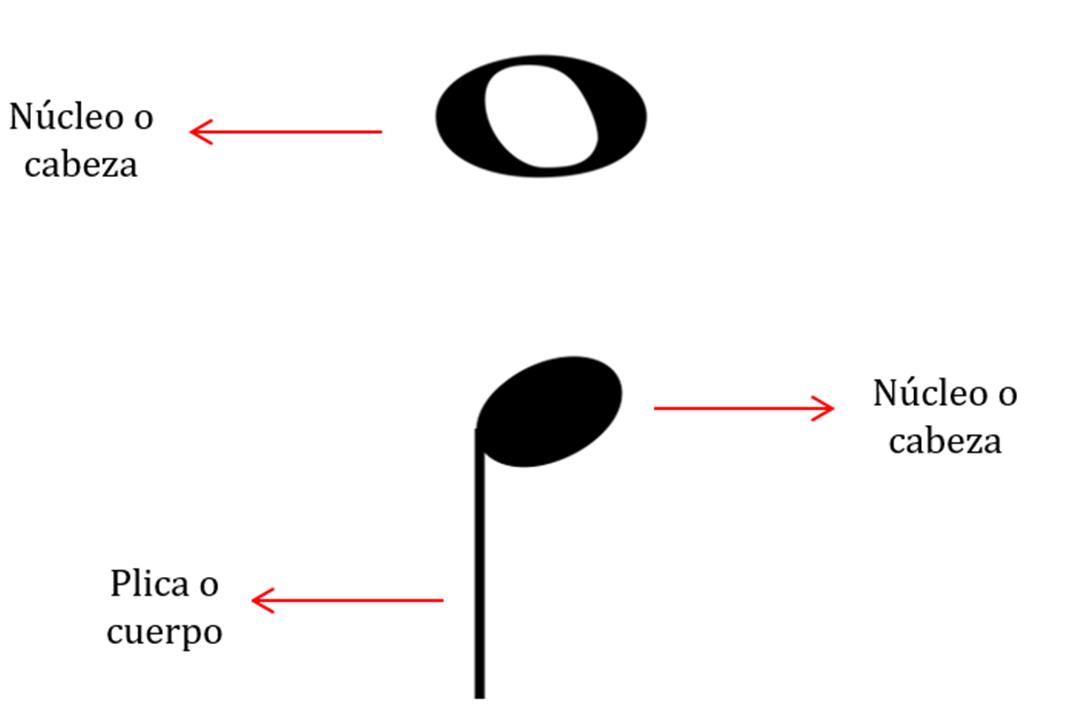 Núcleo o
cabeza
Núcleo o
cabeza
Plica o
cuerpo